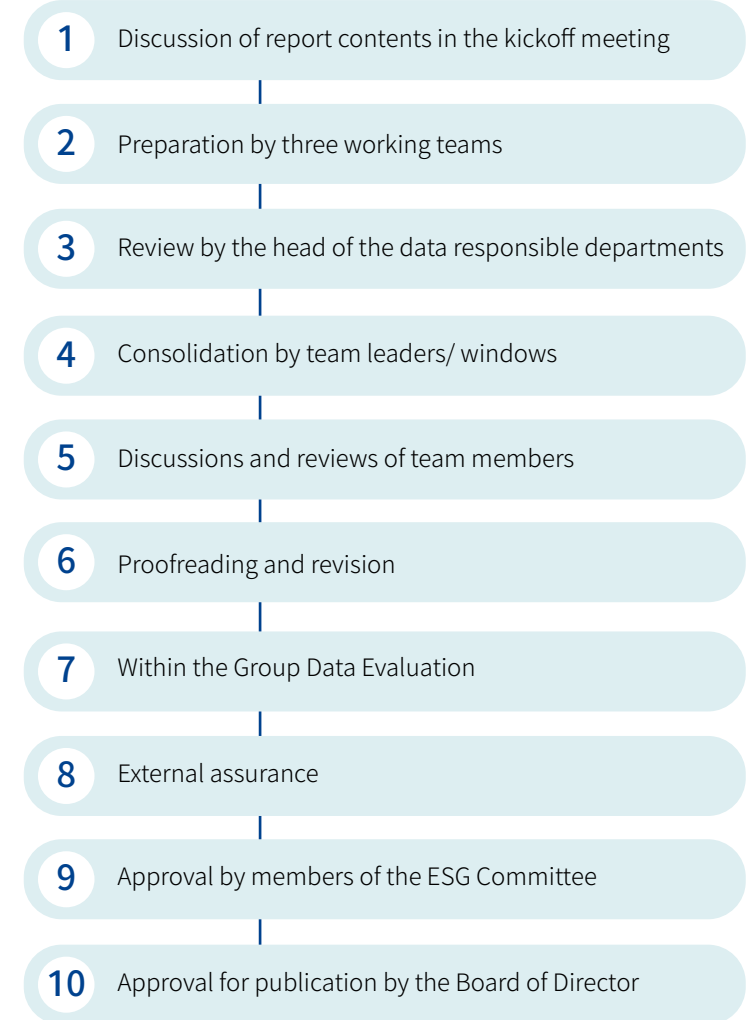 1 Discussion of report contents in the kickoff meeting
2 Preparation by three working teams
3 Review by the head of the data responsible departments
4 Consolidation by team leaders/ windows
5 Discussions and reviews of team members
6 Proofreading and revision
7 Within the Group Data Evaluation
8 External assurance
9 Approval by members of the ESG Committee
10 Approval for publication by the Board of Director